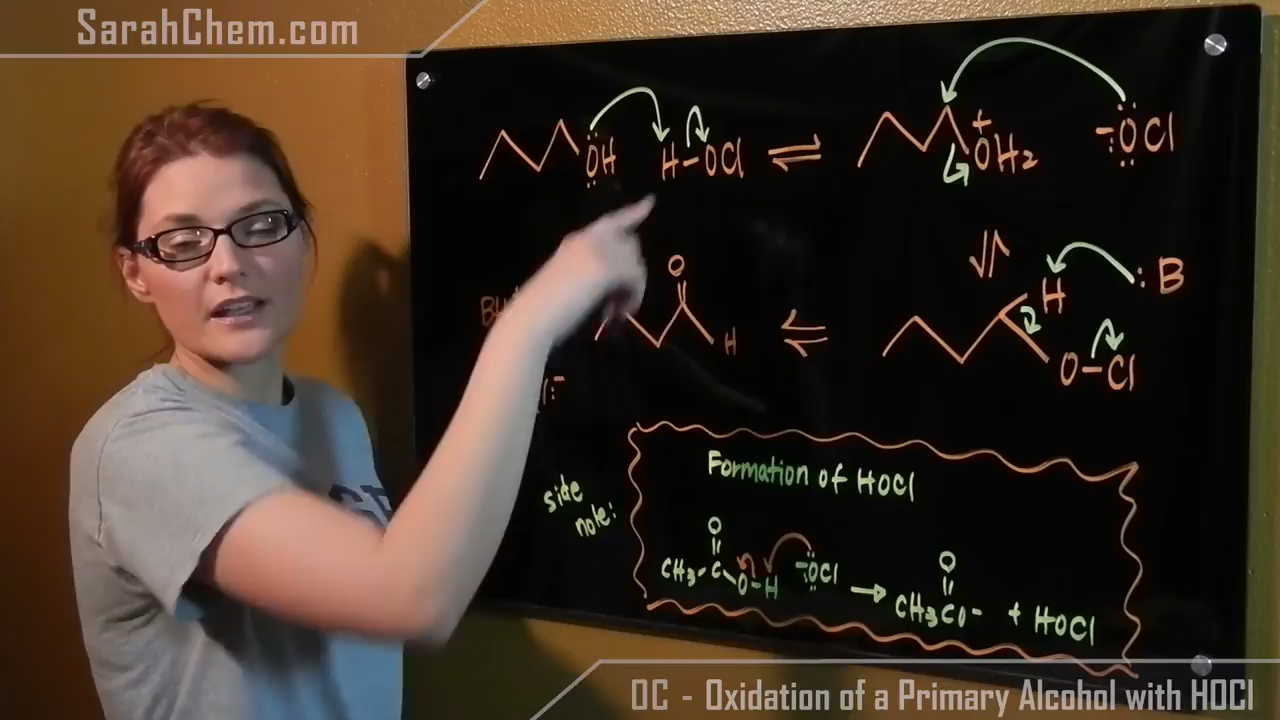 SarahChem.com
ÖH H-OCl ⇌ +OH2 -OCl
⇌
O H :B
H ⇌ O-Cl
side note:
Formation of HOCl
O O
CH3-C O-H -OCl → CH3CO- + HOCl
OC - Oxidation of a Primary Alcohol with HOCl